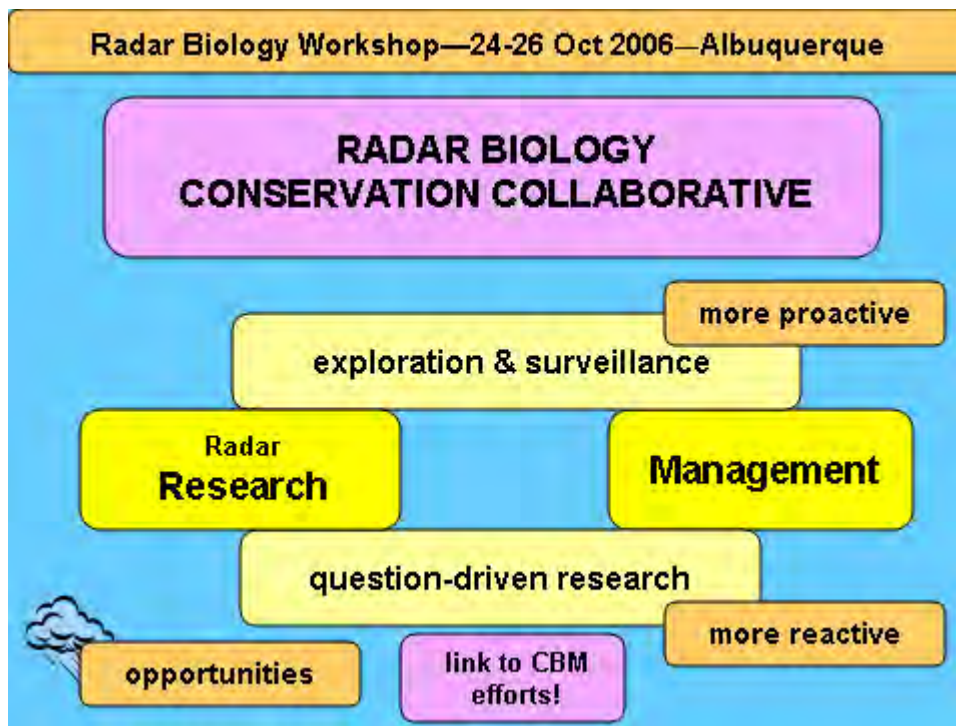 Radar Biology Workshop—24-26 Oct 2006—Albuquerque
RADAR BIOLOGY
CONSERVATION COLLABORATIVE
more proactive
exploration & surveillance
Radar
Research
Management
question-driven research
more reactive
opportunities
link to CBM
efforts!